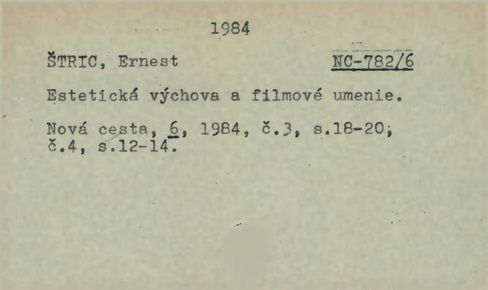 1984
ŠTRIC, Ernest NC-782/6
Estetická výchova a filmové umenie.
Nová cesta, 6, 1984, č.3, s.18-20;
č.4, s.12-14.